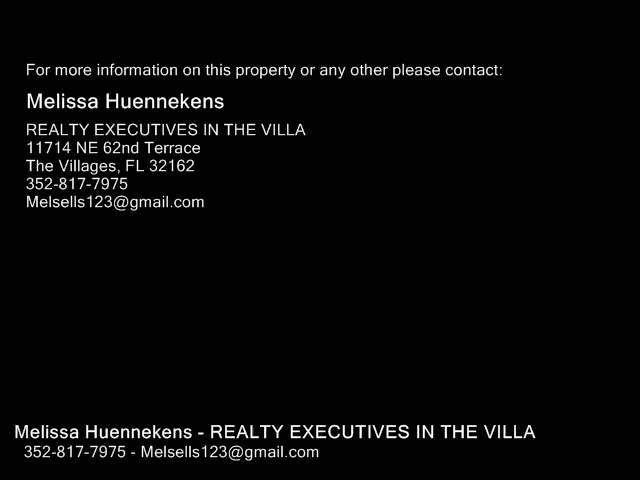 For more information on this property or any other please contact:
Melissa Huennekens
REALTY EXECUTIVES IN THE VILLA
11714 NE 62nd Terrace
The Villages, FL 32162
352-817-7975
Melsells123@gmail.com
Melissa Huennekens - REALTY EXECUTIVES IN THE VILLA
352-817-7975 - Melsells123@gmail.com